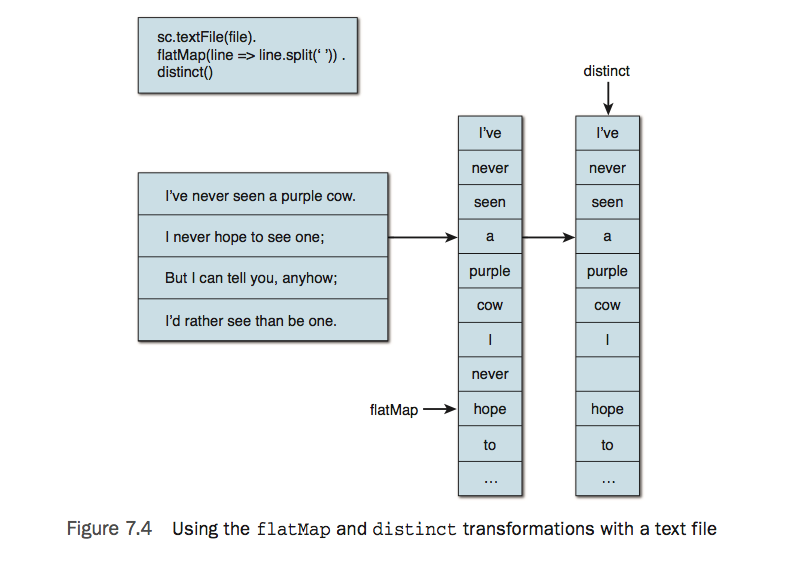 sc.textFile(file).
flatMap(line => line.split(‘ ’)) .
distinct()
I’ve never seen a purple cow.
I never hope to see one;
But I can tell you, anyhow;
I’d rather see than be one.
flatMap
I’ve
never
seen
a
purple
cow
I
never
hope
to
...
distinct
I’ve
never
seen
a
purple
cow
I
hope
to
...
Figure 7.4 Using the flatMap and distinct transformations with a text file